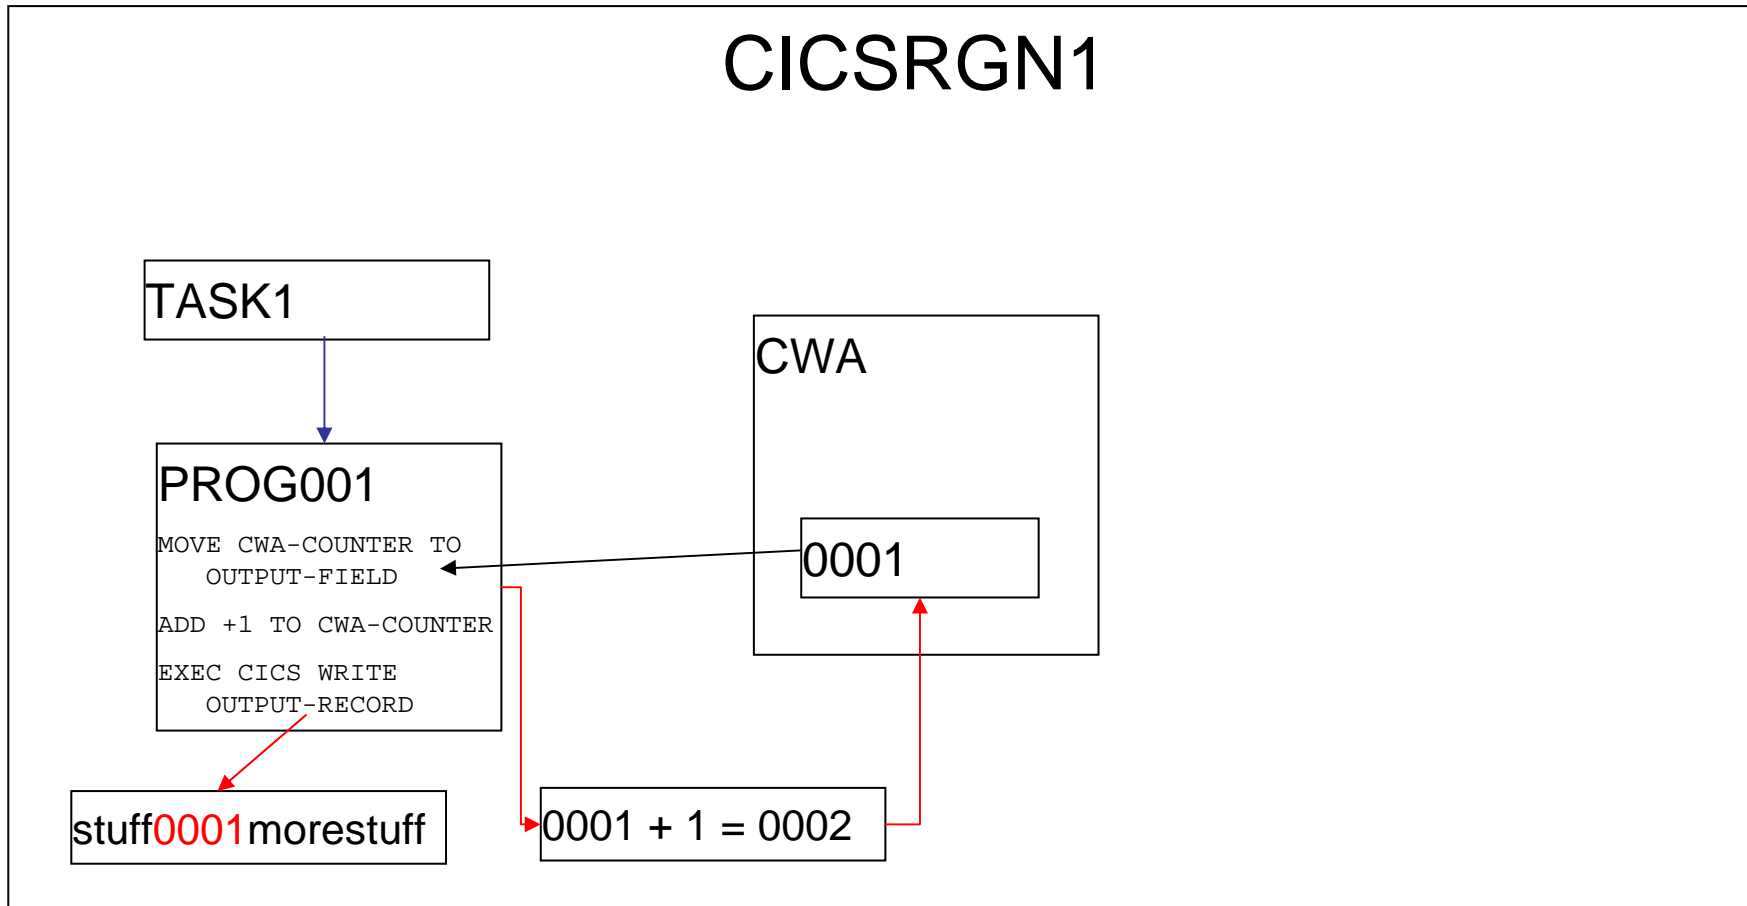 CICSRGN1
TASK1
CWA
PROG001
MOVE CWA-COUNTER TO
OUTPUT-FIELD
0001
ADD +1 TO CWA-COUNTER
EXEC CICS WRITE
OUTPUT-RECORD
stuff0001morestuff
0001 + 1 = 0002